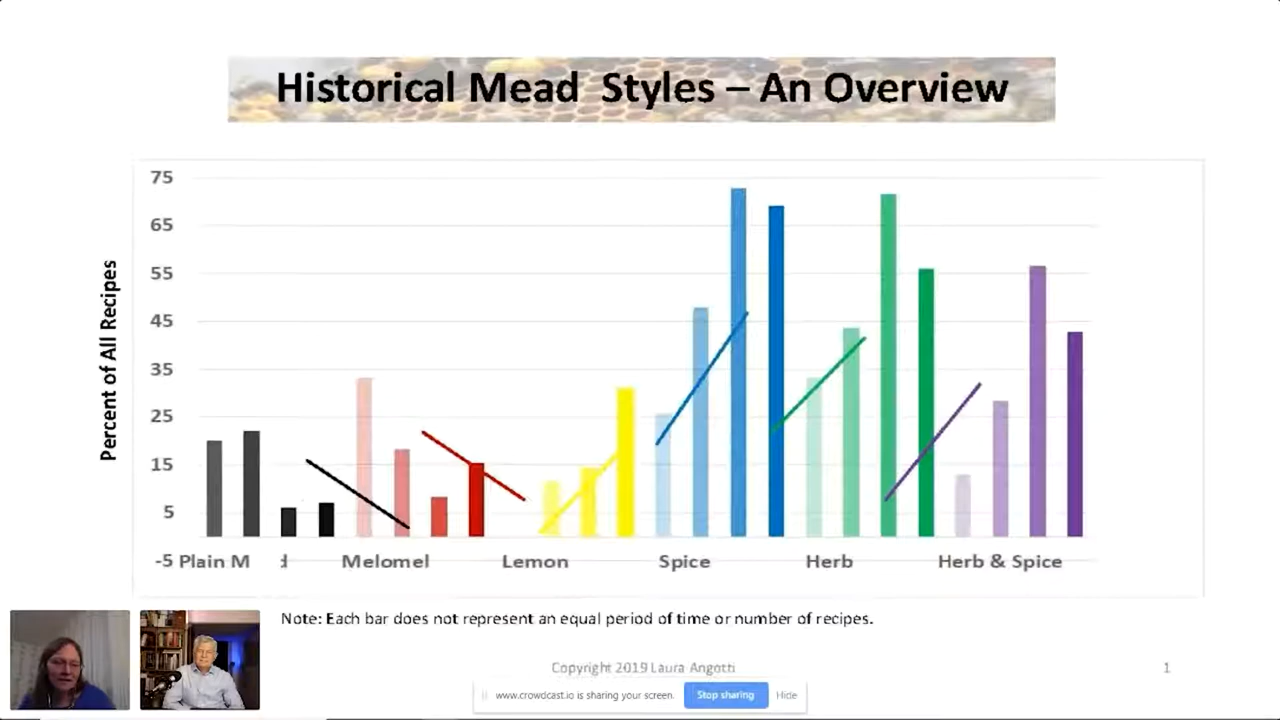 Historical Mead Styles – An Overview
Percent of All Recipes
75
65
55
45
35
25
15
5
-5
Plain M d Melomel Lemon Spice Herb Herb & Spice
Note: Each bar does not represent an equal period of time or number of recipes.
Copyright 2019 Laura Angotti
1
www.crowdcast.io is sharing your screen. Stop sharing Hide